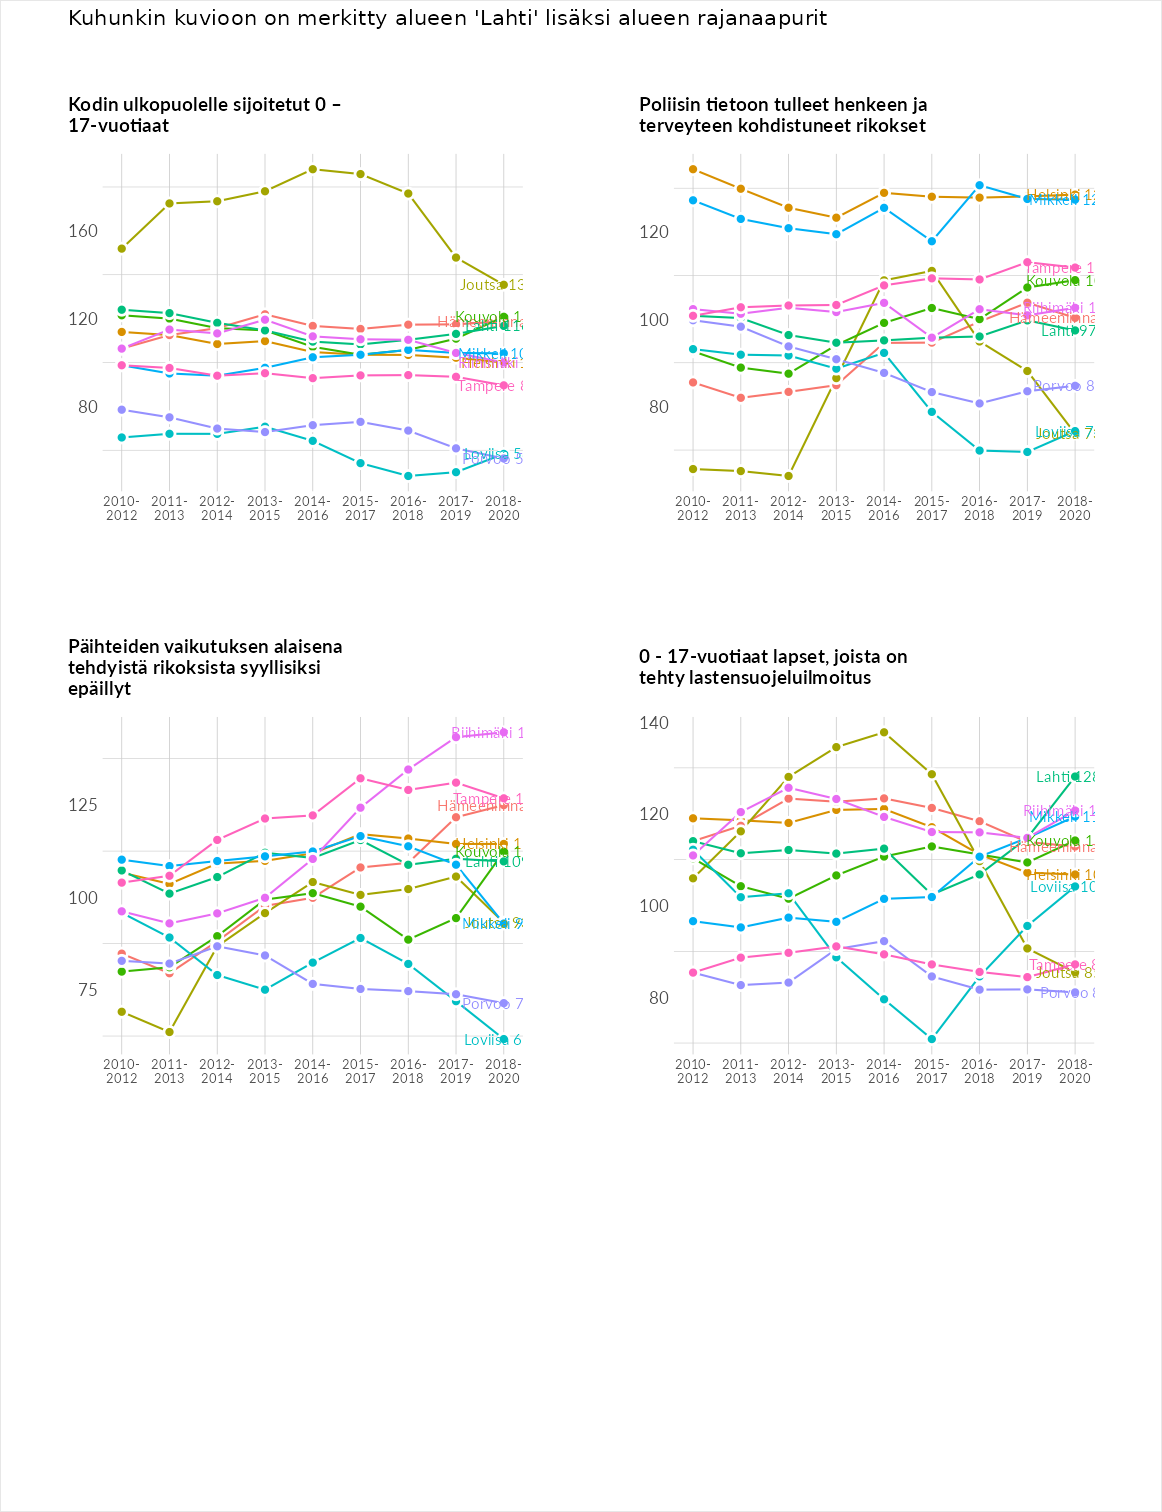 Kuhunkin kuvioon on merkitty alueen 'Lahti' lisäksi alueen rajanaapurit
Kodin ulkopuolelle sijoitetut 0 –
17-vuotiaat
160
120
80
Joutsa 13
Kouvola 1
Hämeenlinna
Lahti 11
Mikkeli 10
Helsinki 1
Tampere 8
Loviisa 5
Porvoo 5
2010- 2011- 2012- 2013- 2014- 2015- 2016- 2017- 2018-
2012 2013 2014 2015 2016 2017 2018 2019 2020
Poliisin tietoon tulleet henkeen ja
terveyteen kohdistuneet rikokset
120
100
80
Helsinki 12
Mikkeli 12
Tampere 1
Kouvola 10
Riihimäki 1
Hämeenlinna
Lahti 97
Porvoo 8
Loviisa 7
Joutsa 7
2010- 2011- 2012- 2013- 2014- 2015- 2016- 2017- 2018-
2012 2013 2014 2015 2016 2017 2018 2019 2020
Päihteiden vaikutuksen alaisena
tehdyistä rikoksista syyllisiksi
epäillyt
125
100
75
Riihimäki 1
Tampere 1
Hämeenlinna
Helsinki 1
Kouvola 1
Lahti 109
Joutsa 9
Mikkeli 9
Porvoo 7
Loviisa 6
2010- 2011- 2012- 2013- 2014- 2015- 2016- 2017- 2018-
2012 2013 2014 2015 2016 2017 2018 2019 2020
0 - 17-vuotiaat lapset, joista on
tehty lastensuojeluilmoitus
140
120
100
80
Lahti 128
Riihimäki 1
Mikkeli 11
Kouvola 1
Hämeenlinna
Helsinki 10
Loviisa 10
Tampere 8
Joutsa 8
Porvoo 8
2010- 2011- 2012- 2013- 2014- 2015- 2016- 2017- 2018-
2012 2013 2014 2015 2016 2017 2018 2019 2020